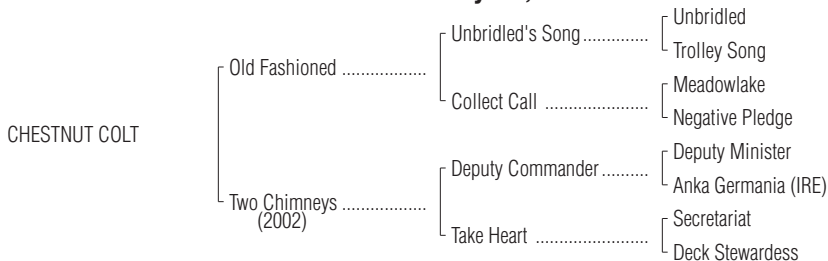 Unbridled
Unbridled's Song..............
Trolley Song
Old Fashioned ...................
Meadowlake
Collect Call .......................
Negative Pledge
CHESTNUT COLT
Deputy Minister
Deputy Commander..........
Anka Germania (IRE)
Two Chimneys ...................
(2002)
Secretariat
Take Heart .........................
Deck Stewardess